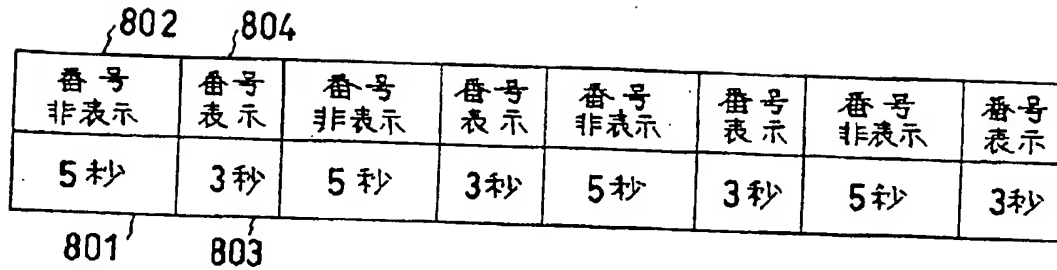 802 804
番号 番号 番号 番号 番号 番号 番号 番号
非表示 表示 非表示 表示 非表示 表示 非表示 表示
5秒 3秒 5秒 3秒 5秒 3秒 5秒 3秒
801 803